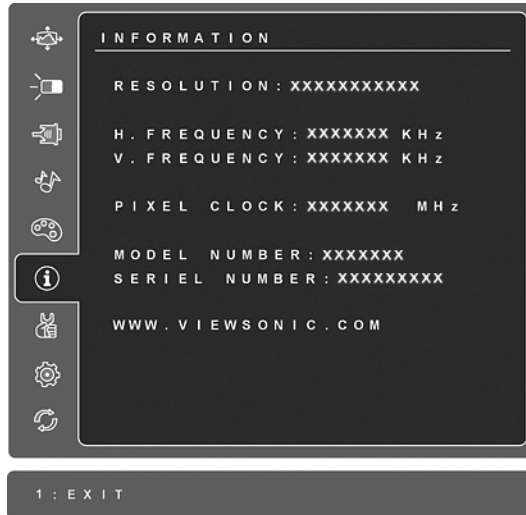 INFORMATION
RESOLUTION: XXXXXXXXXXX
H. FREQUENCY: XXXXXXX KHz
V. FREQUENCY: XXXXXXX KHz
PIXEL CLOCK: XXXXXXX MHz
MODEL NUMBER: XXXXXXX
SERIEL NUMBER: XXXXXXXXX
WWW.VIEWSONIC.COM
1:EXIT